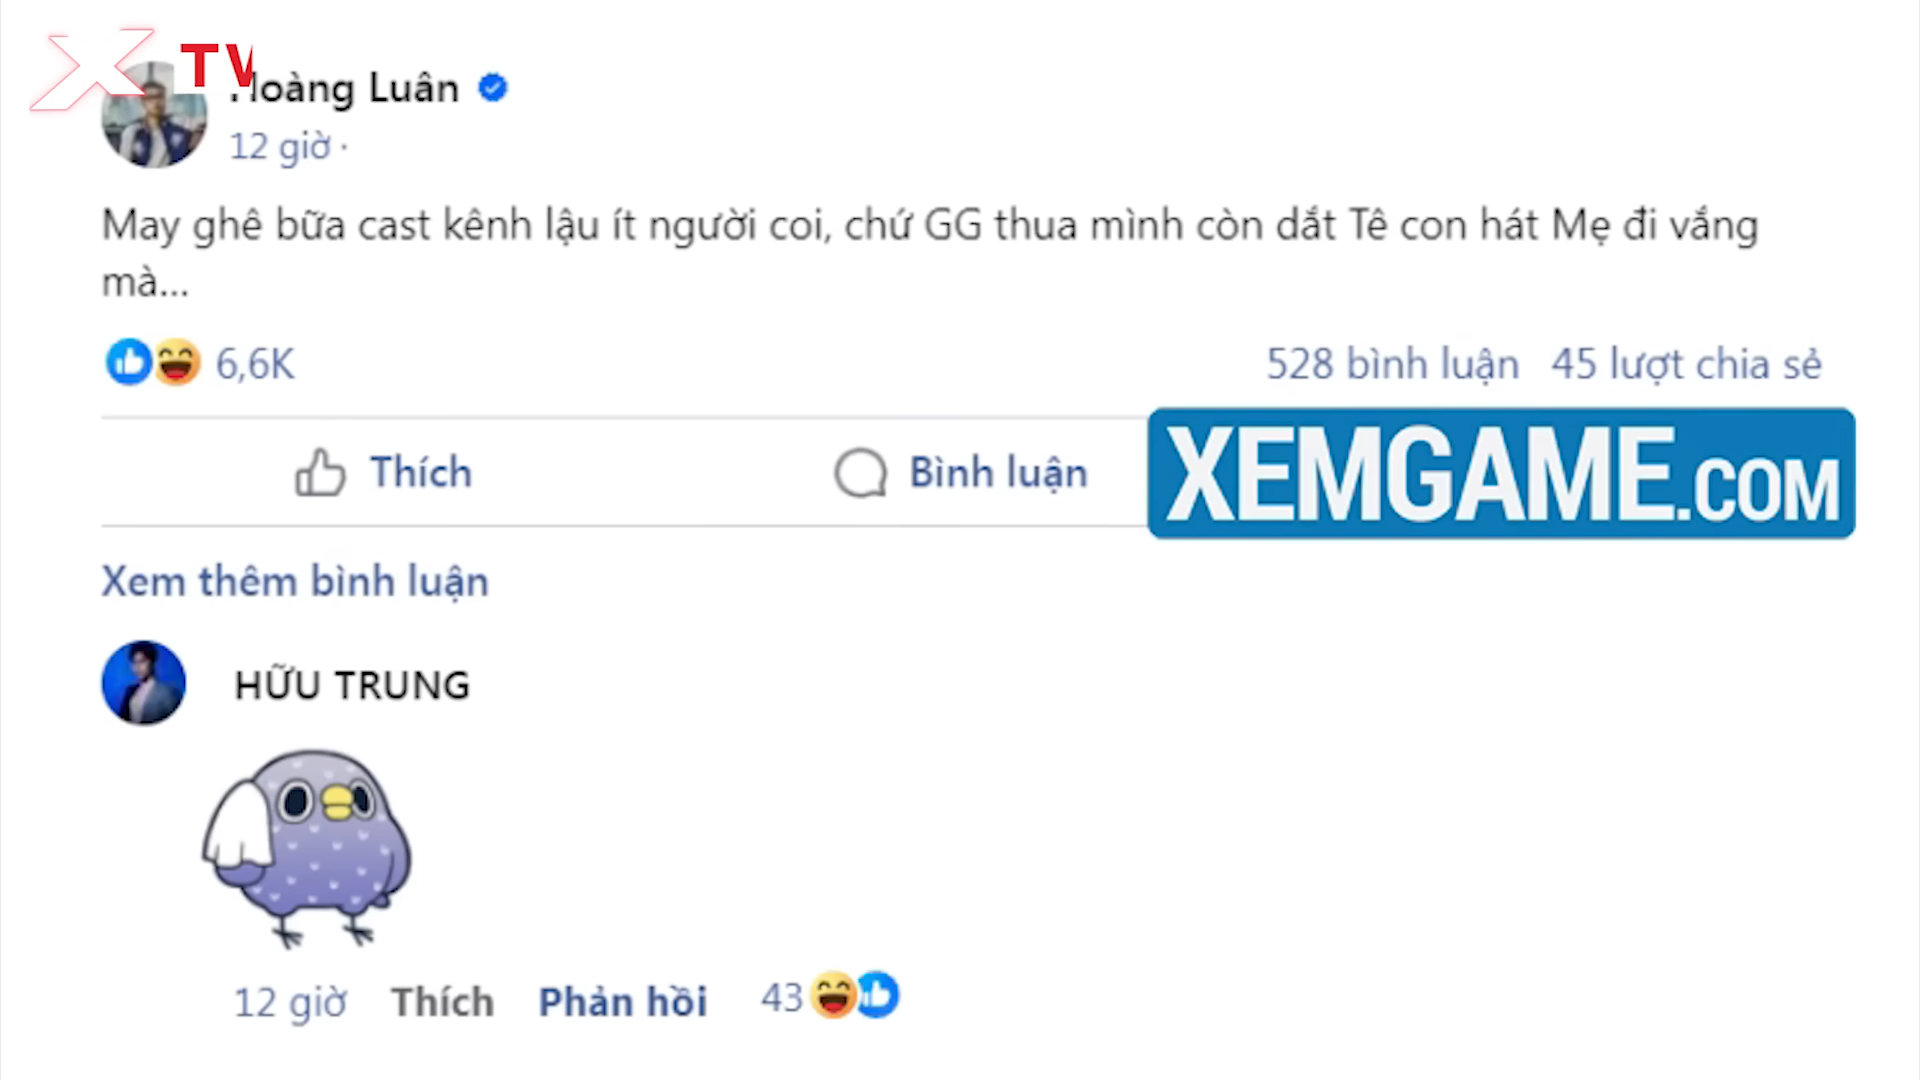 TV
Hoàng Luân
12 giờ ·
May ghê bữa cast kênh lậu ít người coi, chứ GG thua mình còn dắt Tê con hát Mẹ đi vắng
mà...
6,6K
528 bình luận 45 lượt chia sẻ
Thích
Bình luận
XEMGAME.COM
Xem thêm bình luận
HỮU TRUNG
12 giờ Thích Phản hồi 43